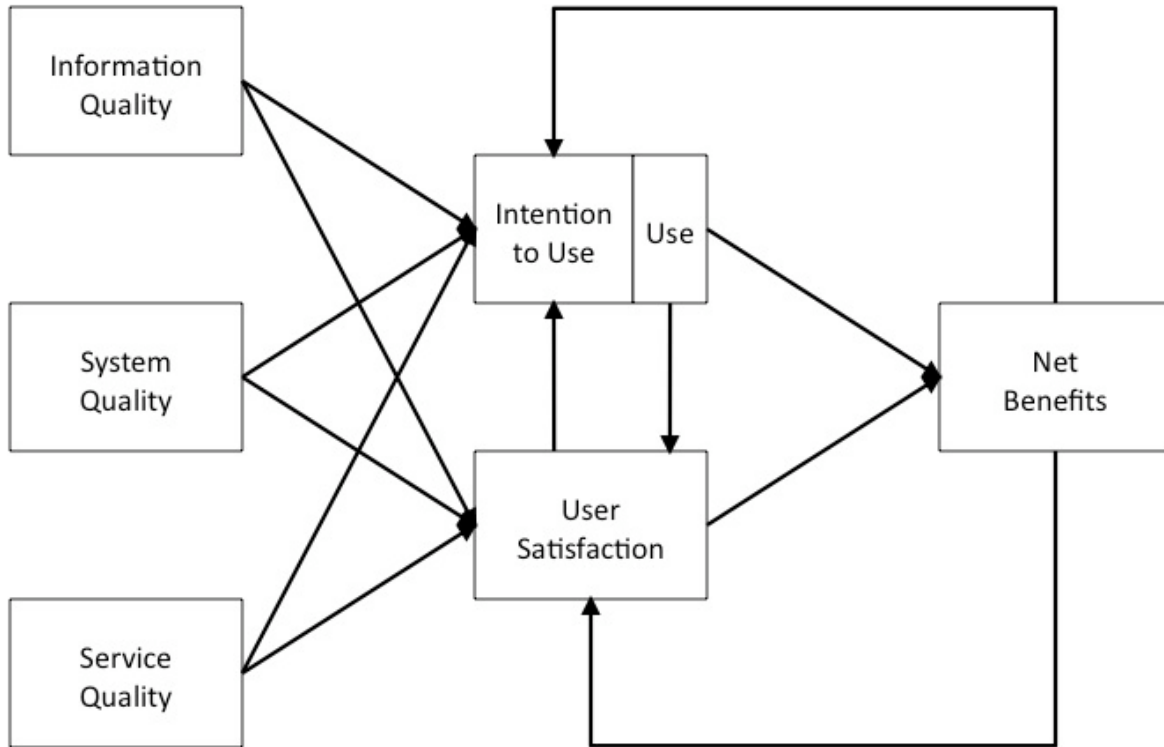 Information
Quality
Intention
to Use
Use
System
Quality
Net
Benefits
User
Satisfaction
Service
Quality